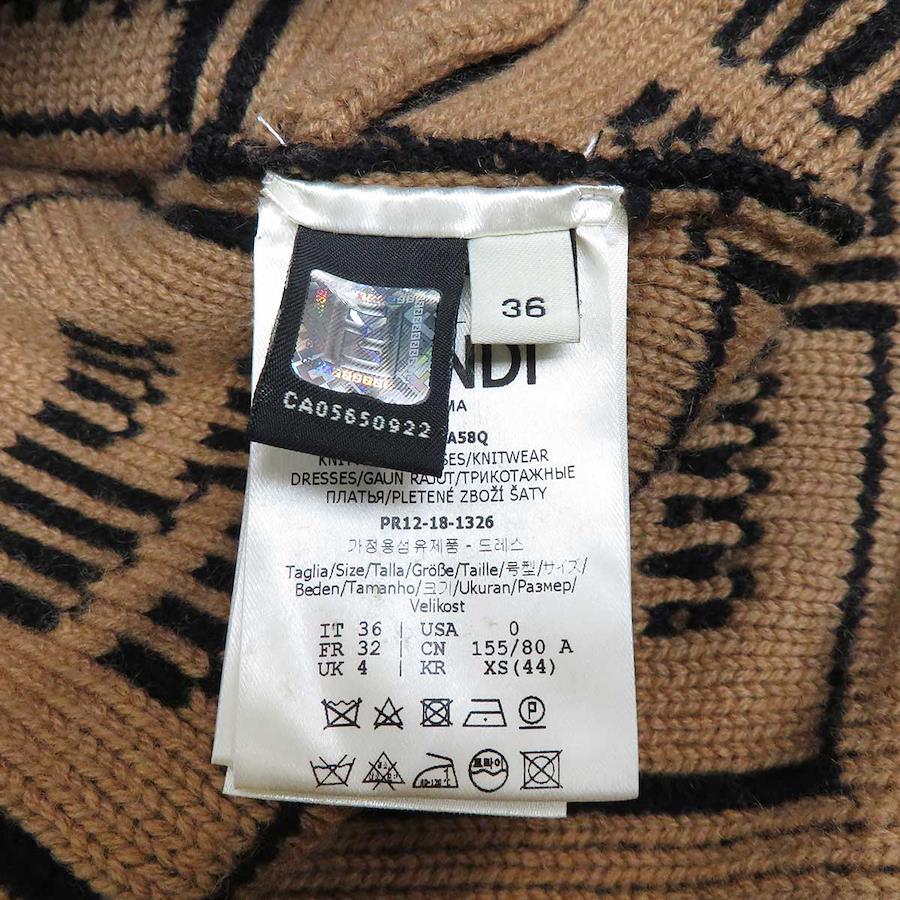 36
CA05650922
NDI
MA
A58Q
KNIT SES/KNITWEAR
DRESSES/GAUN RAJUT/ТРИКОТАЖНЫЕ
ПЛАТЬЯ/PLETENÉ ZBOŽÍ ŠATY
PR12-18-1326
가정용섬유제품 - 드레스
Taglia/Size/Talla/Größe/Taille/号型/サイズ/
Beden/Tamanho/크기/Ukuran/Размер/
Velikost
IT 36 | USA 0
FR 32 | CN 155/80 A
UK 4 | KR XS(44)
P
드라이